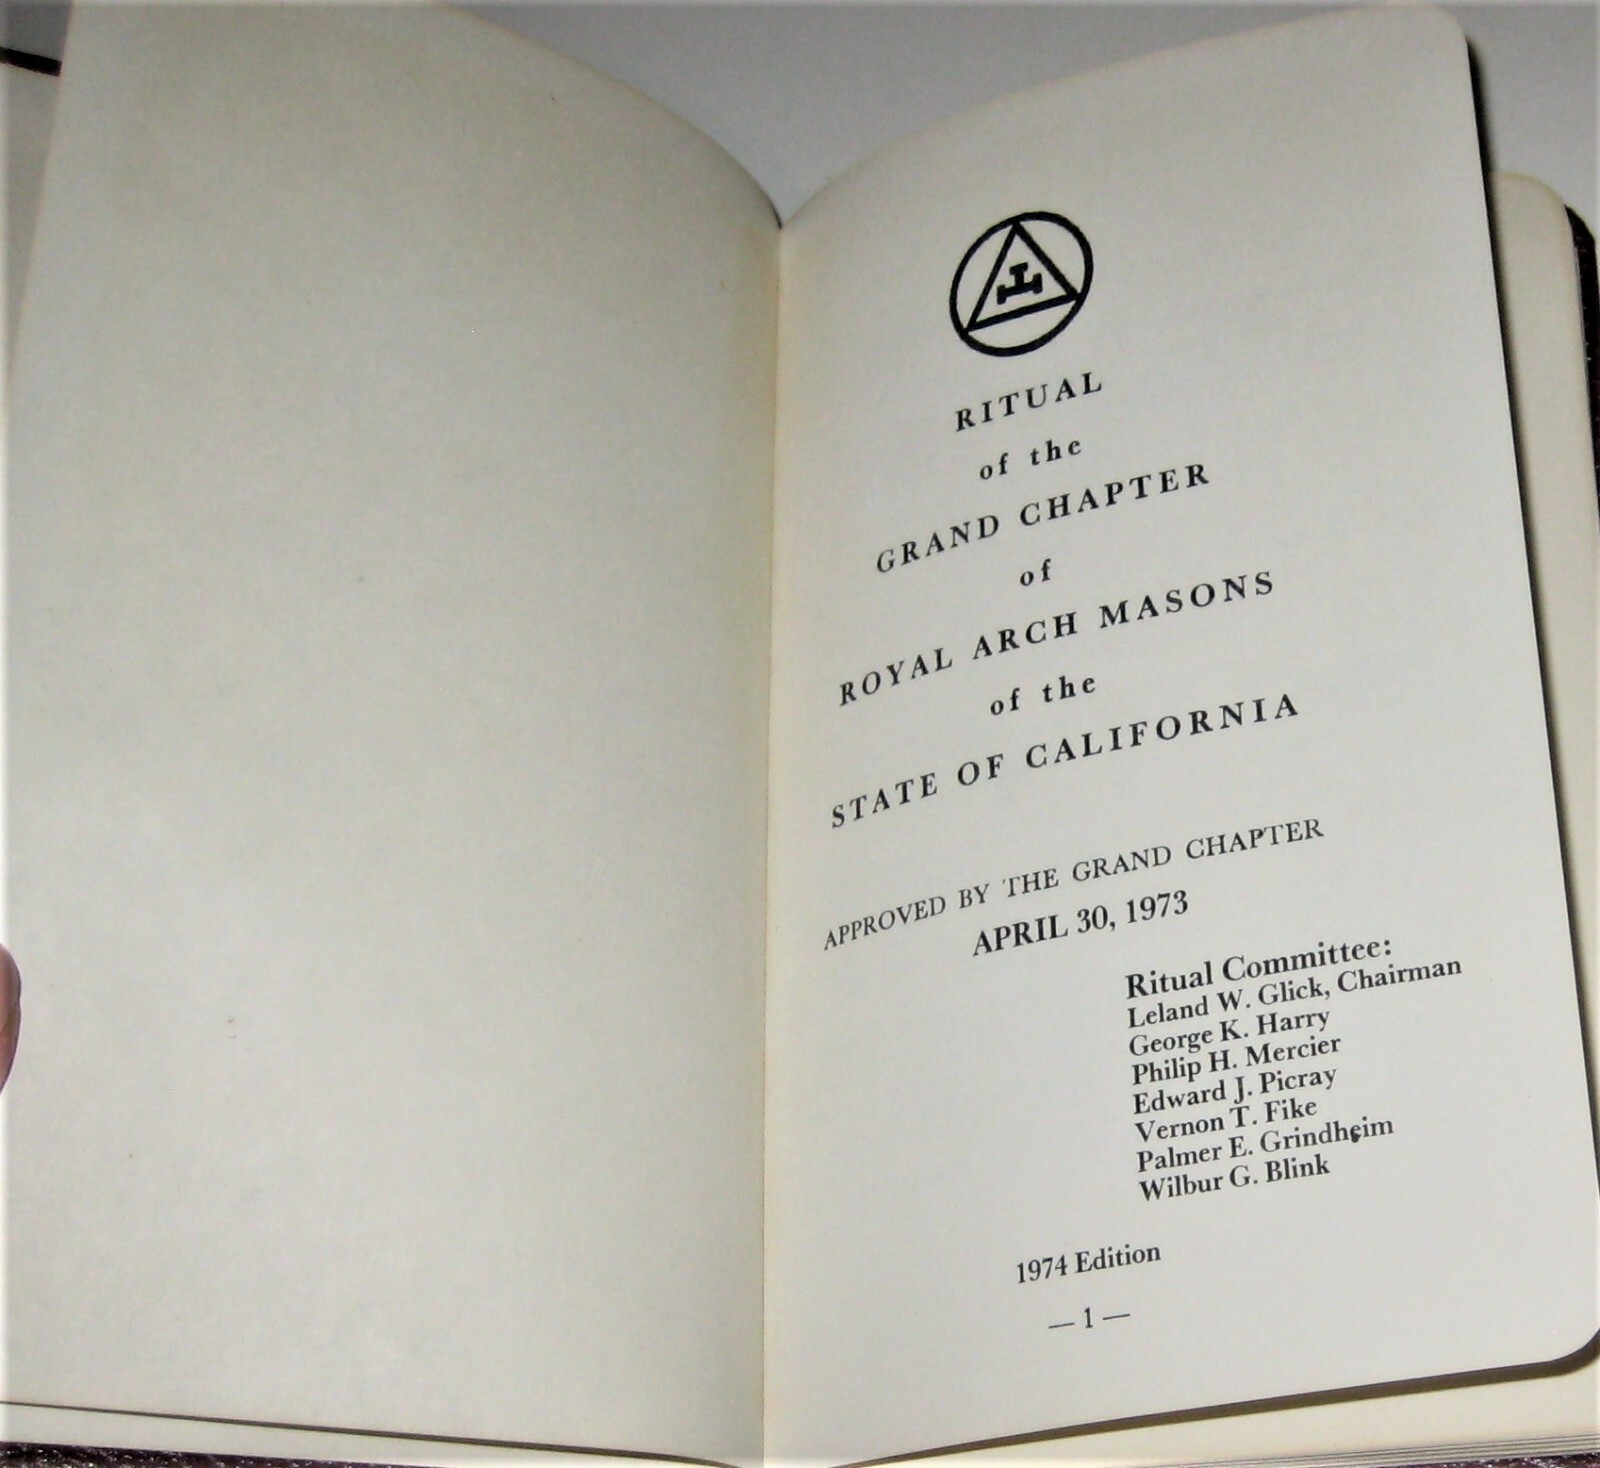 RITUAL
of the
GRAND CHAPTER
of
ROYAL ARCH MASONS
of the
STATE OF CALIFORNIA
APPROVED BY THE GRAND CHAPTER
APRIL 30, 1973
Ritual Committee:
Leland W. Glick, Chairman
George K. Harry
Philip H. Mercier
Edward J. Picray
Vernon T. Fike
Palmer E. Grindheim
Wilbur G. Blink
1974 Edition
— 1 —